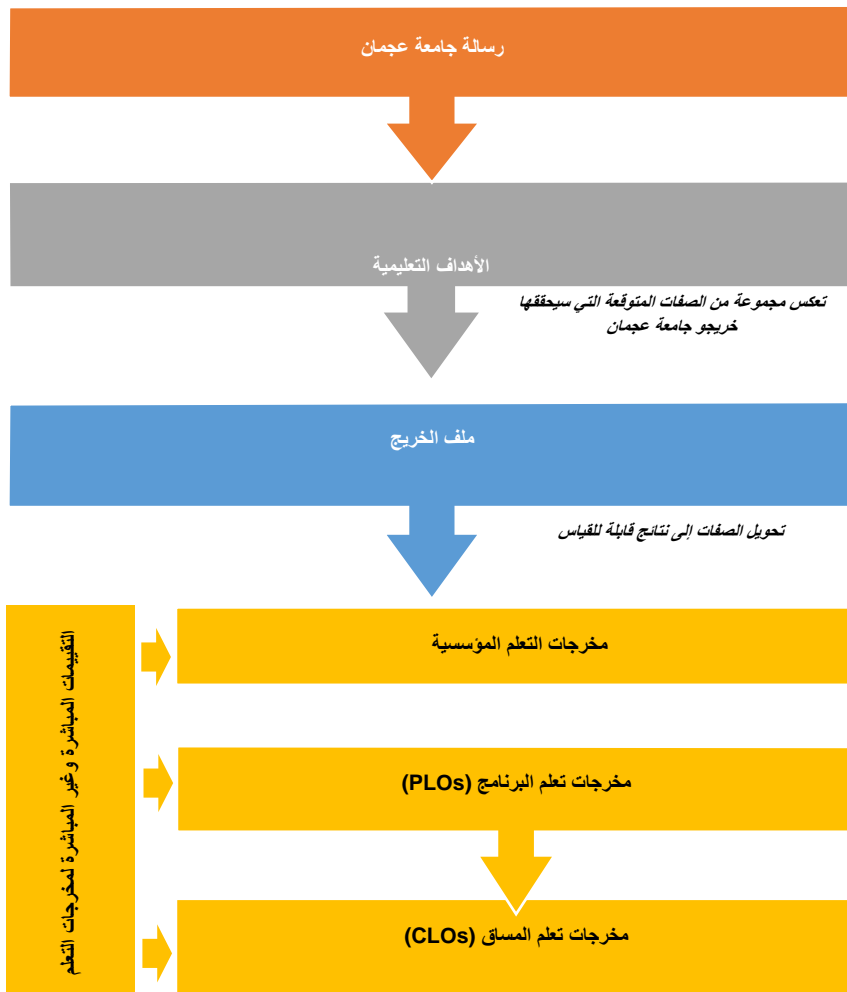 رسالة جامعة عجمان
الأهداف التعليمية
تعكس مجموعة من الصفات المتوقعة التي سيحققها
خريجو جامعة عجمان
ملف الخريج
تحويل الصفات إلى نتائج قابلة للقياس
التقييمات المباشرة وغير المباشرة لمخرجات التعلم
مخرجات التعلم المؤسسية
مخرجات تعلم البرنامج (PLOs)
مخرجات تعلم المساق (CLOs)